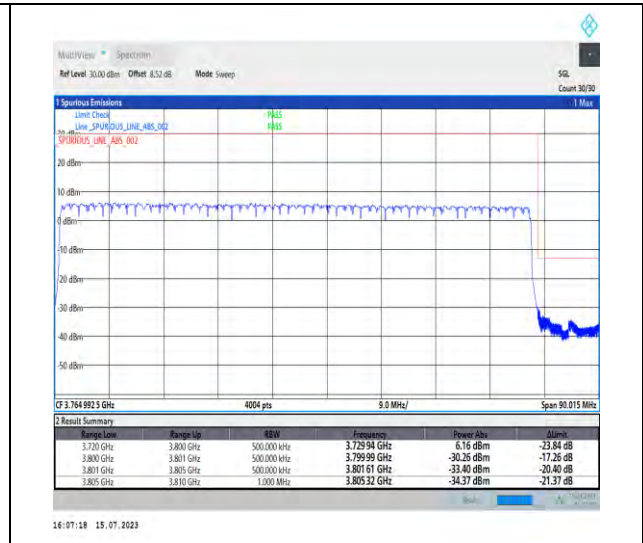 MultiView Spectrum
Ref Level 30.00 dBm Offset 8.52 dB Mode Sweep SGL
Count 30/30
1 Spurious Emissions 1 Max
Limit Check PASS
Line _SPURIOUS_LINE_ABS_002 PASS
_SPURIOUS_LINE_ABS_002
20 dBm
10 dBm
0 dBm
-10 dBm
-20 dBm
-30 dBm
-40 dBm
-50 dBm
CF 3.764 992 5 GHz 4004 pts 9.0 MHz/ Span 90.015 MHz
2 Result Summary
Range Low Range Up RBW Frequency Power Abs ΔLimit
3.720 GHz 3.800 GHz 500.000 kHz 3.729 94 GHz 6.16 dBm -23.84 dB
3.800 GHz 3.801 GHz 500.000 kHz 3.799 99 GHz -30.26 dBm -17.26 dB
3.801 GHz 3.805 GHz 500.000 kHz 3.801 61 GHz -33.40 dBm -20.40 dB
3.805 GHz 3.810 GHz 1.000 MHz 3.805 32 GHz -34.37 dBm -21.37 dB
16:07:18 15.07.2023